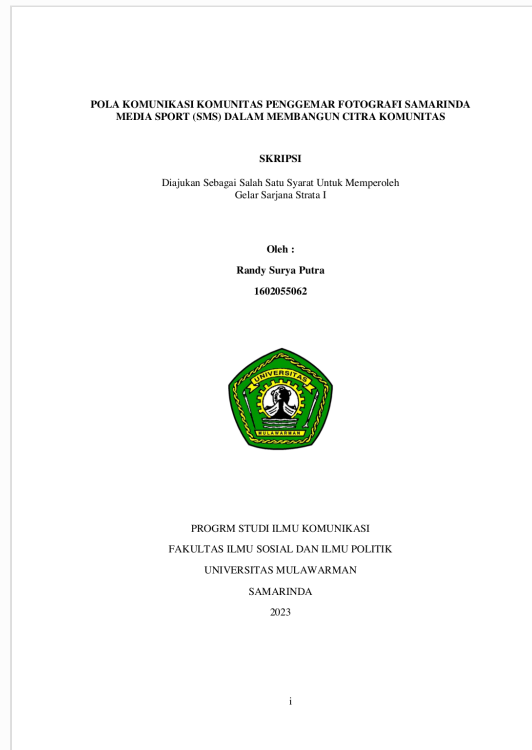 POLA KOMUNIKASI KOMUNITAS PENGGEMAR FOTOGRAFI SAMARINDA
MEDIA SPORT (SMS) DALAM MEMBANGUN CITRA KOMUNITAS
SKRIPSI
Diajukan Sebagai Salah Satu Syarat Untuk Memperoleh
Gelar Sarjana Strata I
Oleh :
Randy Surya Putra
1602055062
UNIVERSITAS
MULAWARMAN
PROGRM STUDI ILMU KOMUNIKASI
FAKULTAS ILMU SOSIAL DAN ILMU POLITIK
UNIVERSITAS MULAWARMAN
SAMARINDA
2023
i